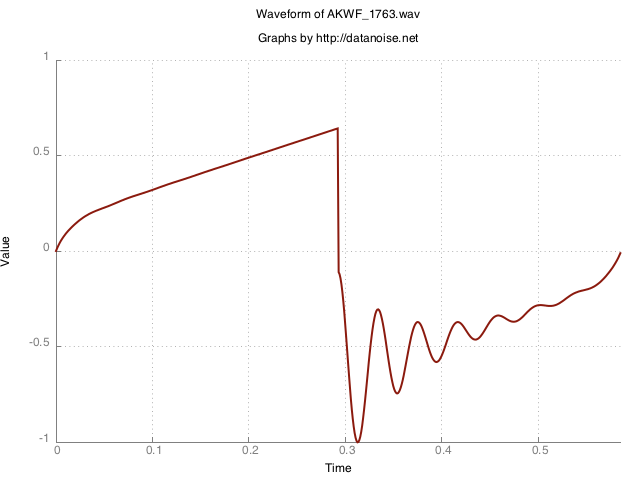 Waveform of AKWF_1763.wav
Graphs by http://datanoise.net
1
0.5
0
-0.5
-1
Value
0 0.1 0.2 0.3 0.4 0.5
Time